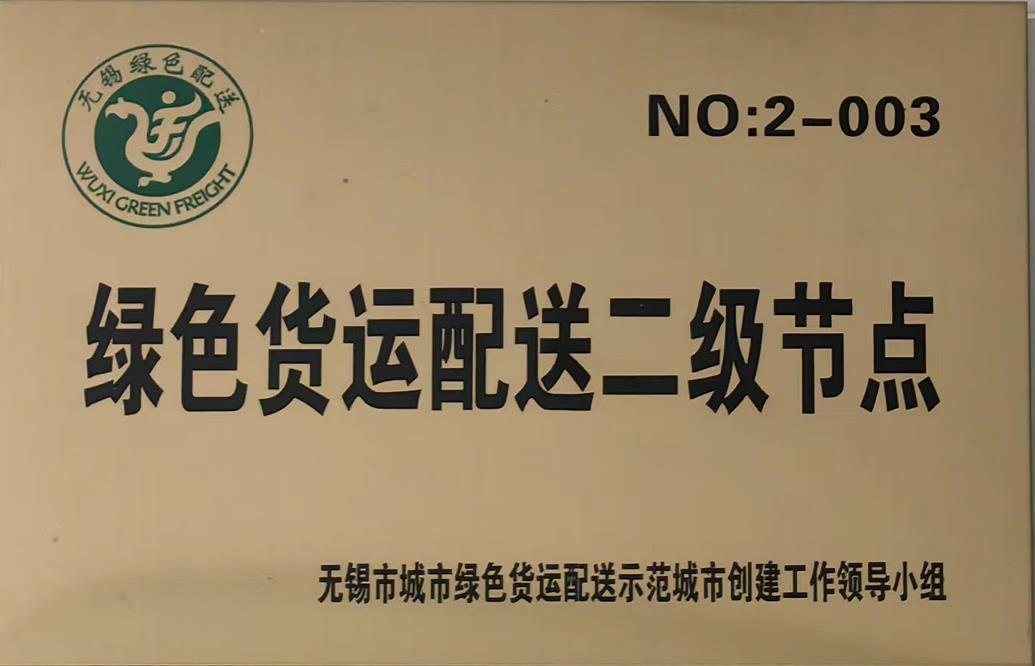 无锡绿色配送
WUXI GREEN FREIGHT
NO:2-003
绿色货运配送二级节点
无锡市城市绿色货运配送示范城市创建工作领导小组